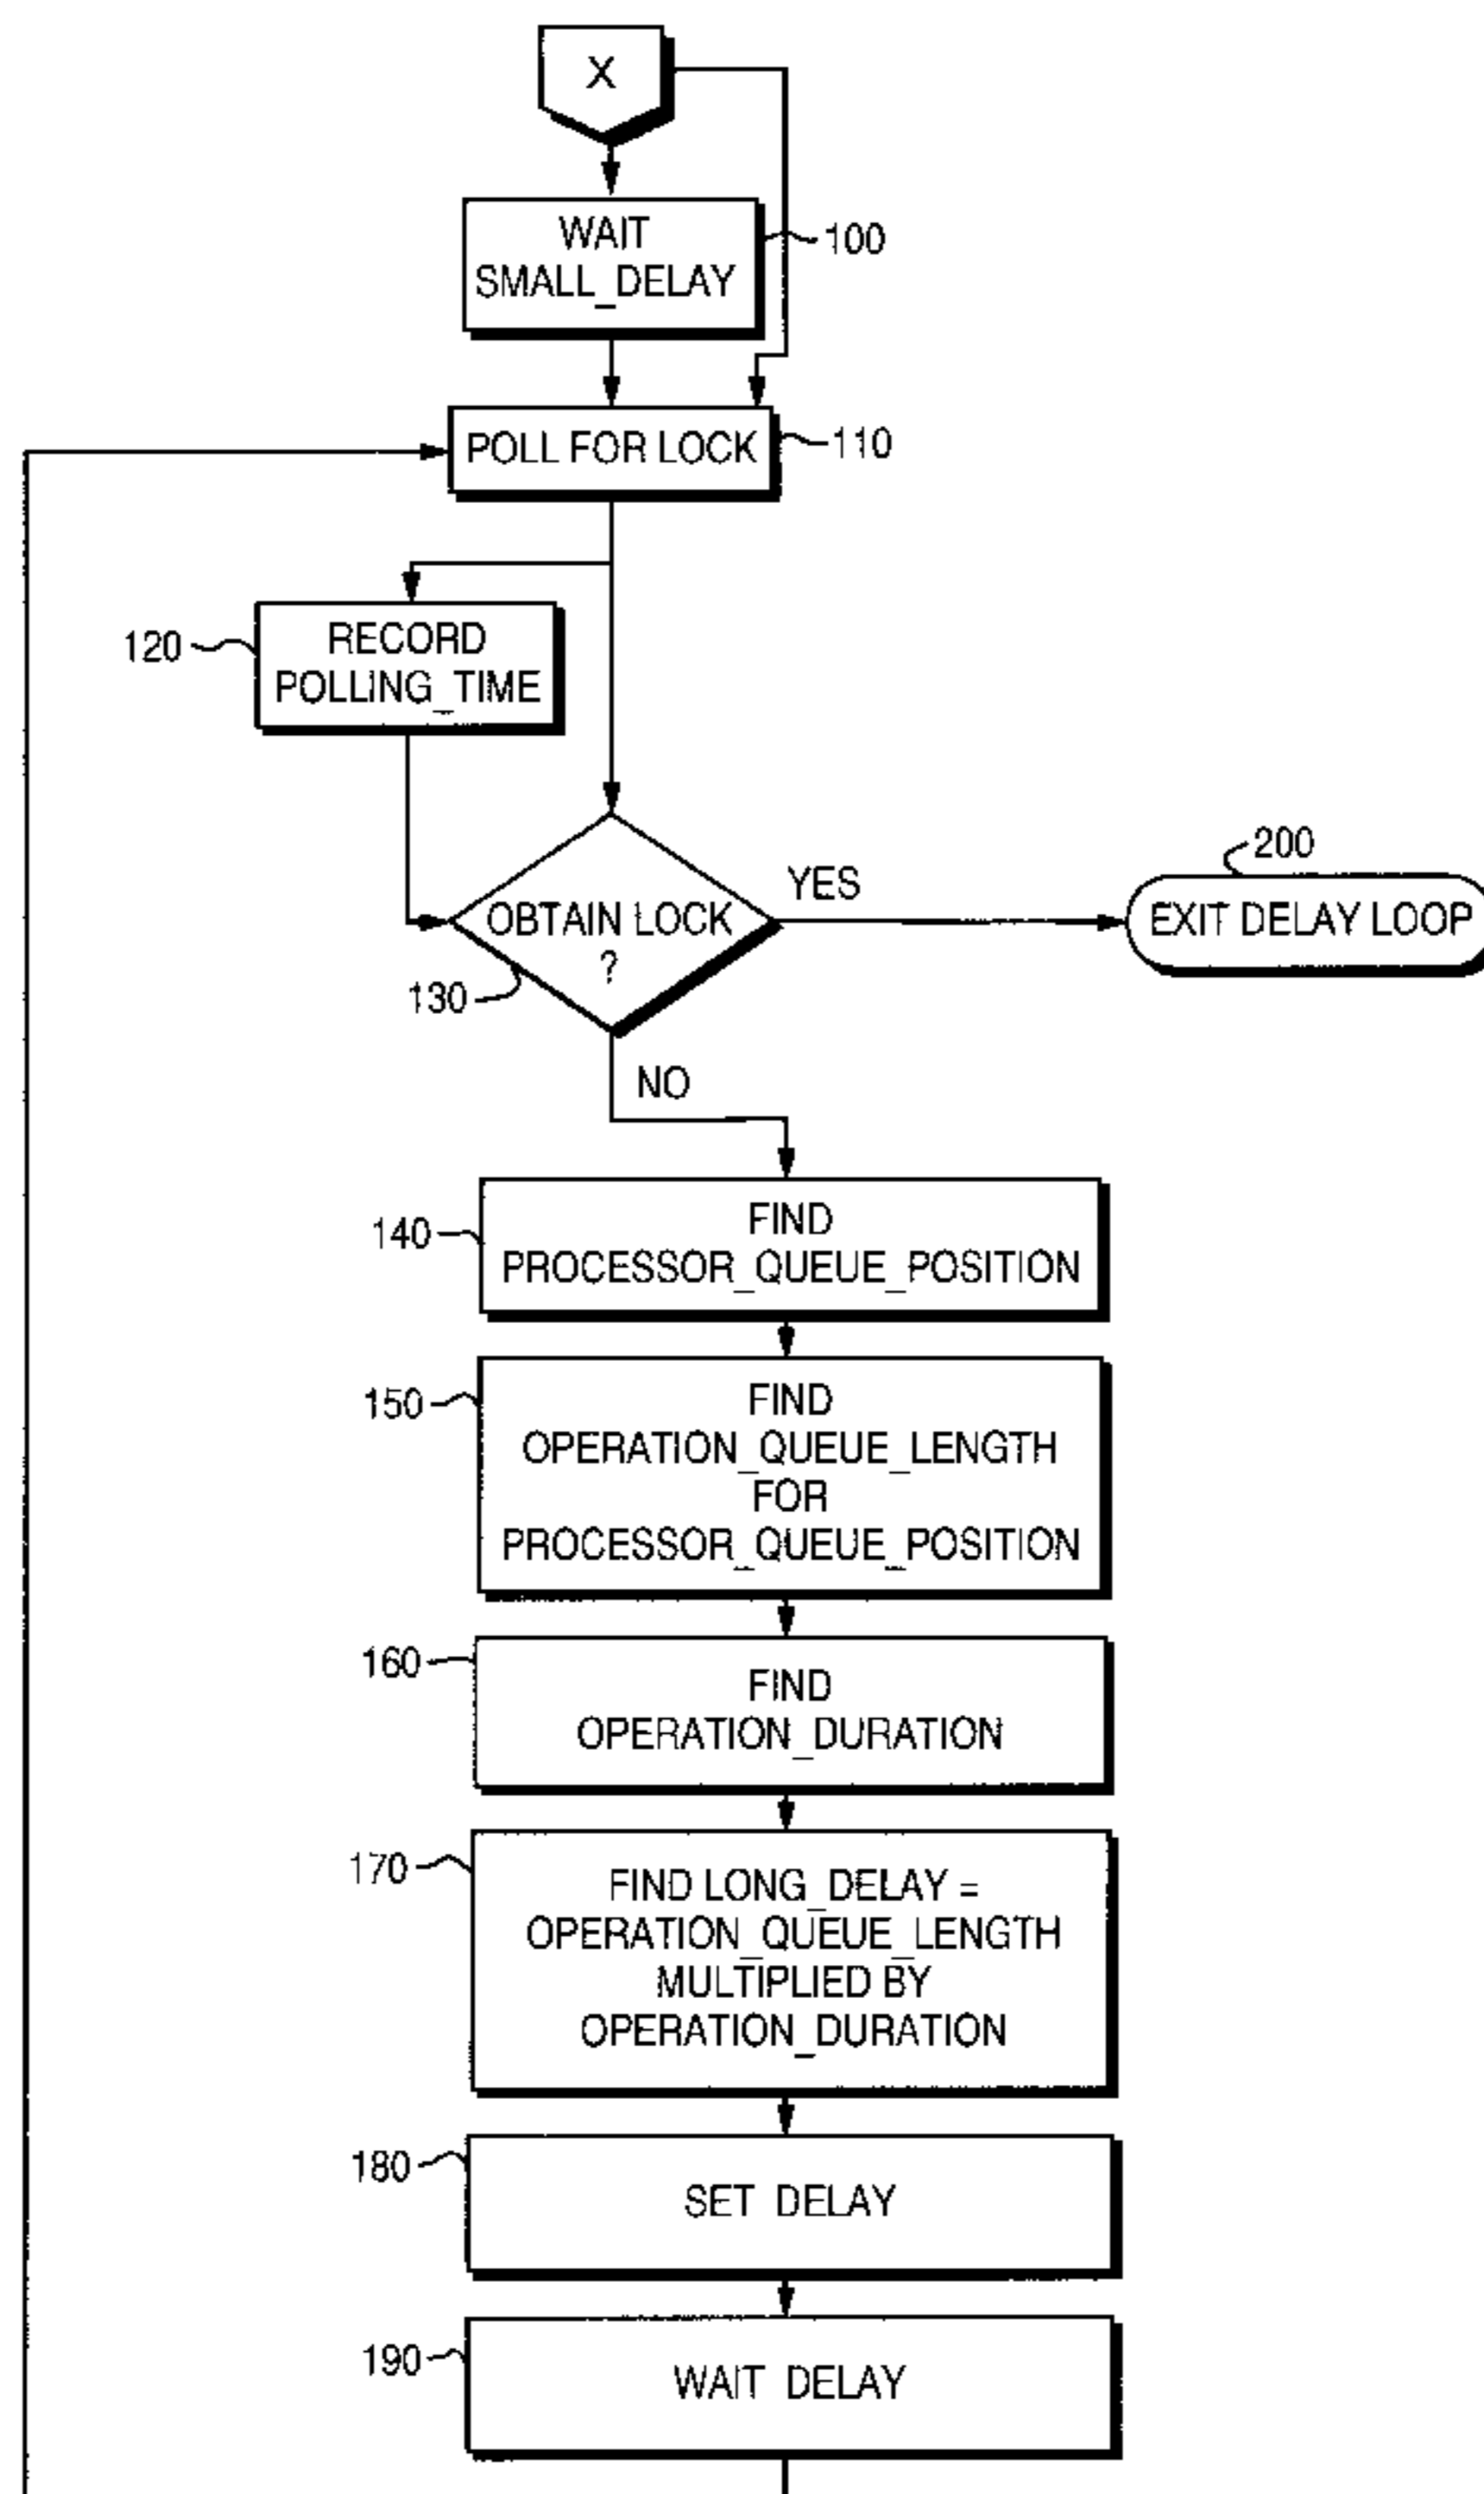 X
WAIT
SMALL_DELAY
100
POLL FOR LOCK
110
120
RECORD
POLLING_TIME
YES
200
OBTAIN LOCK
?
EXIT DELAY LOOP
130
NO
140
FIND
PROCESSOR_QUEUE_POSITION
150
FIND
OPERATION_QUEUE_LENGTH
FOR
PROCESSOR_QUEUE_POSITION
160
FIND
OPERATION_DURATION
170
FIND LONG_DELAY =
OPERATION_QUEUE_LENGTH
MULTIPLIED BY
OPERATION_DURATION
180
SET DELAY
190
WAIT DELAY